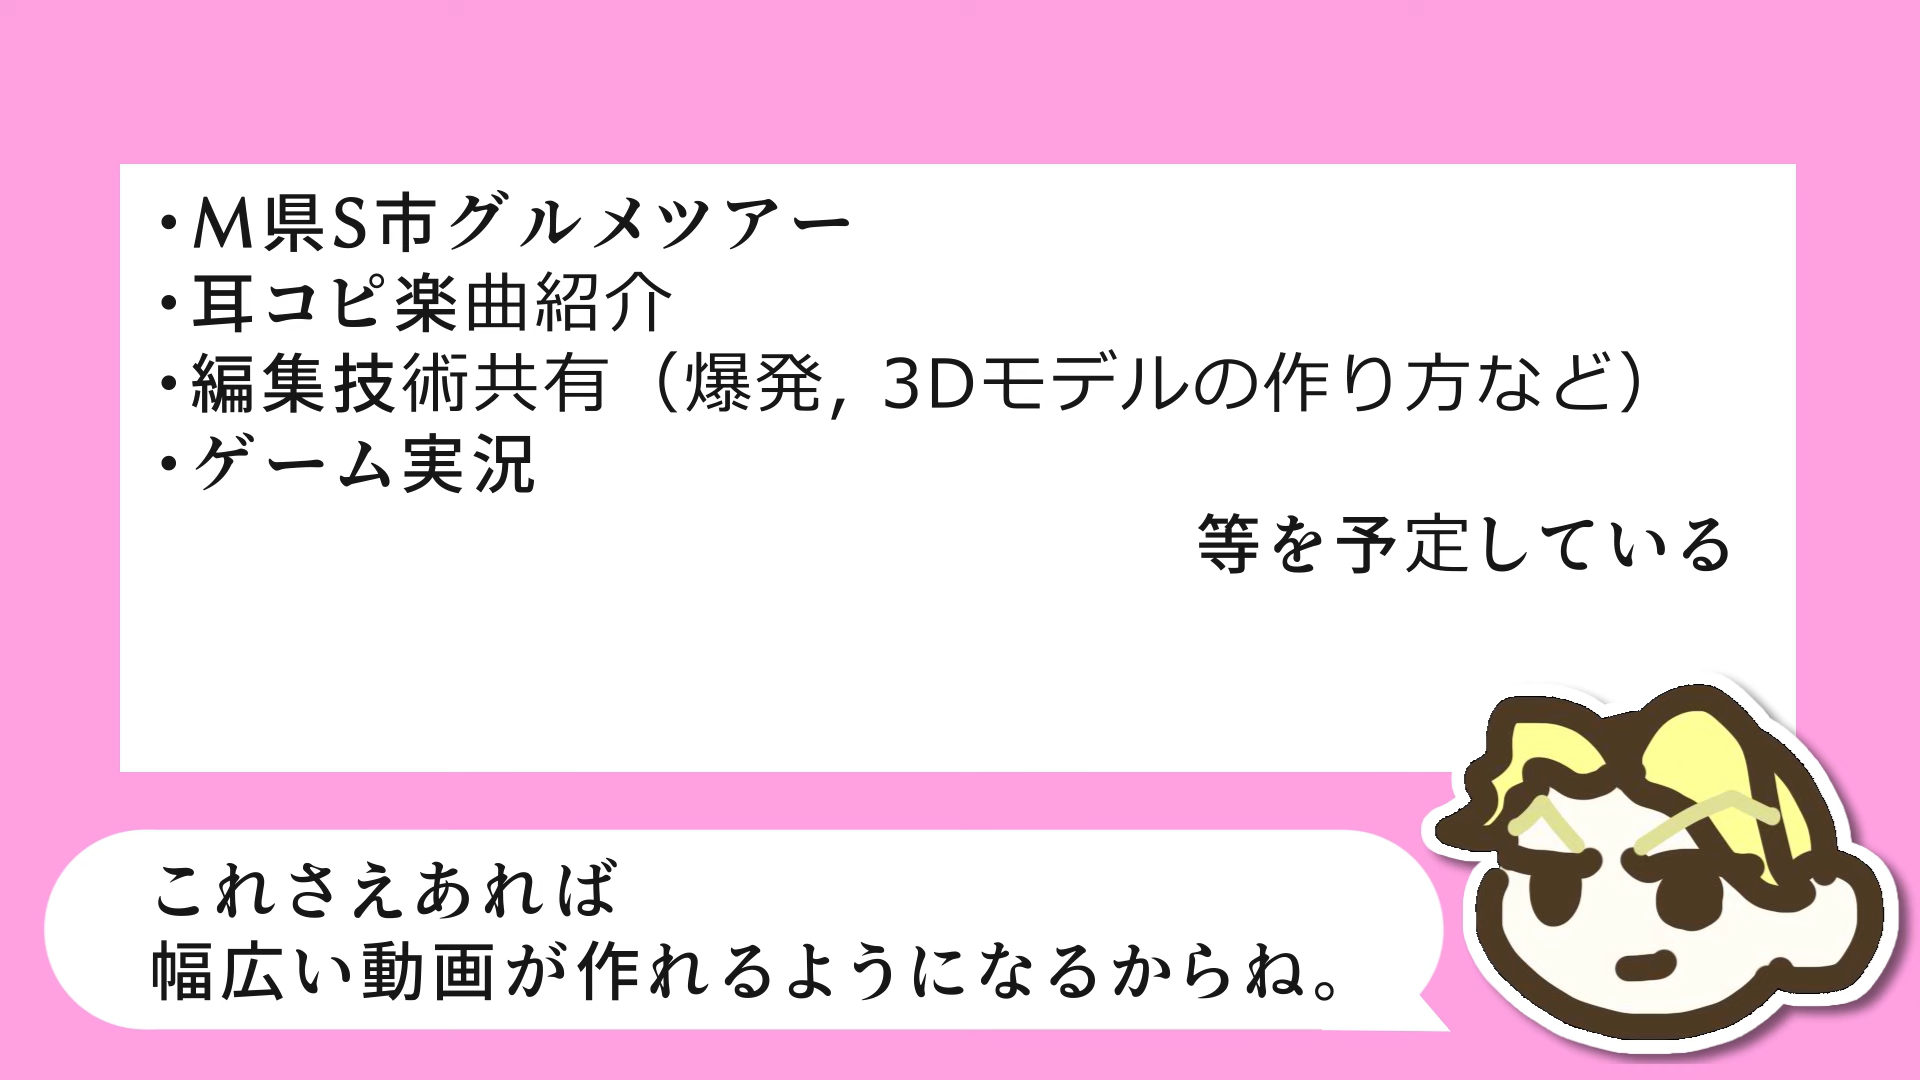 ・M県S市グルメツアー
・耳コピ楽曲紹介
・編集技術共有（爆発, 3Dモデルの作り方など）
・ゲーム実況
等を予定している
これさえあれば
幅広い動画が作れるようになるからね。